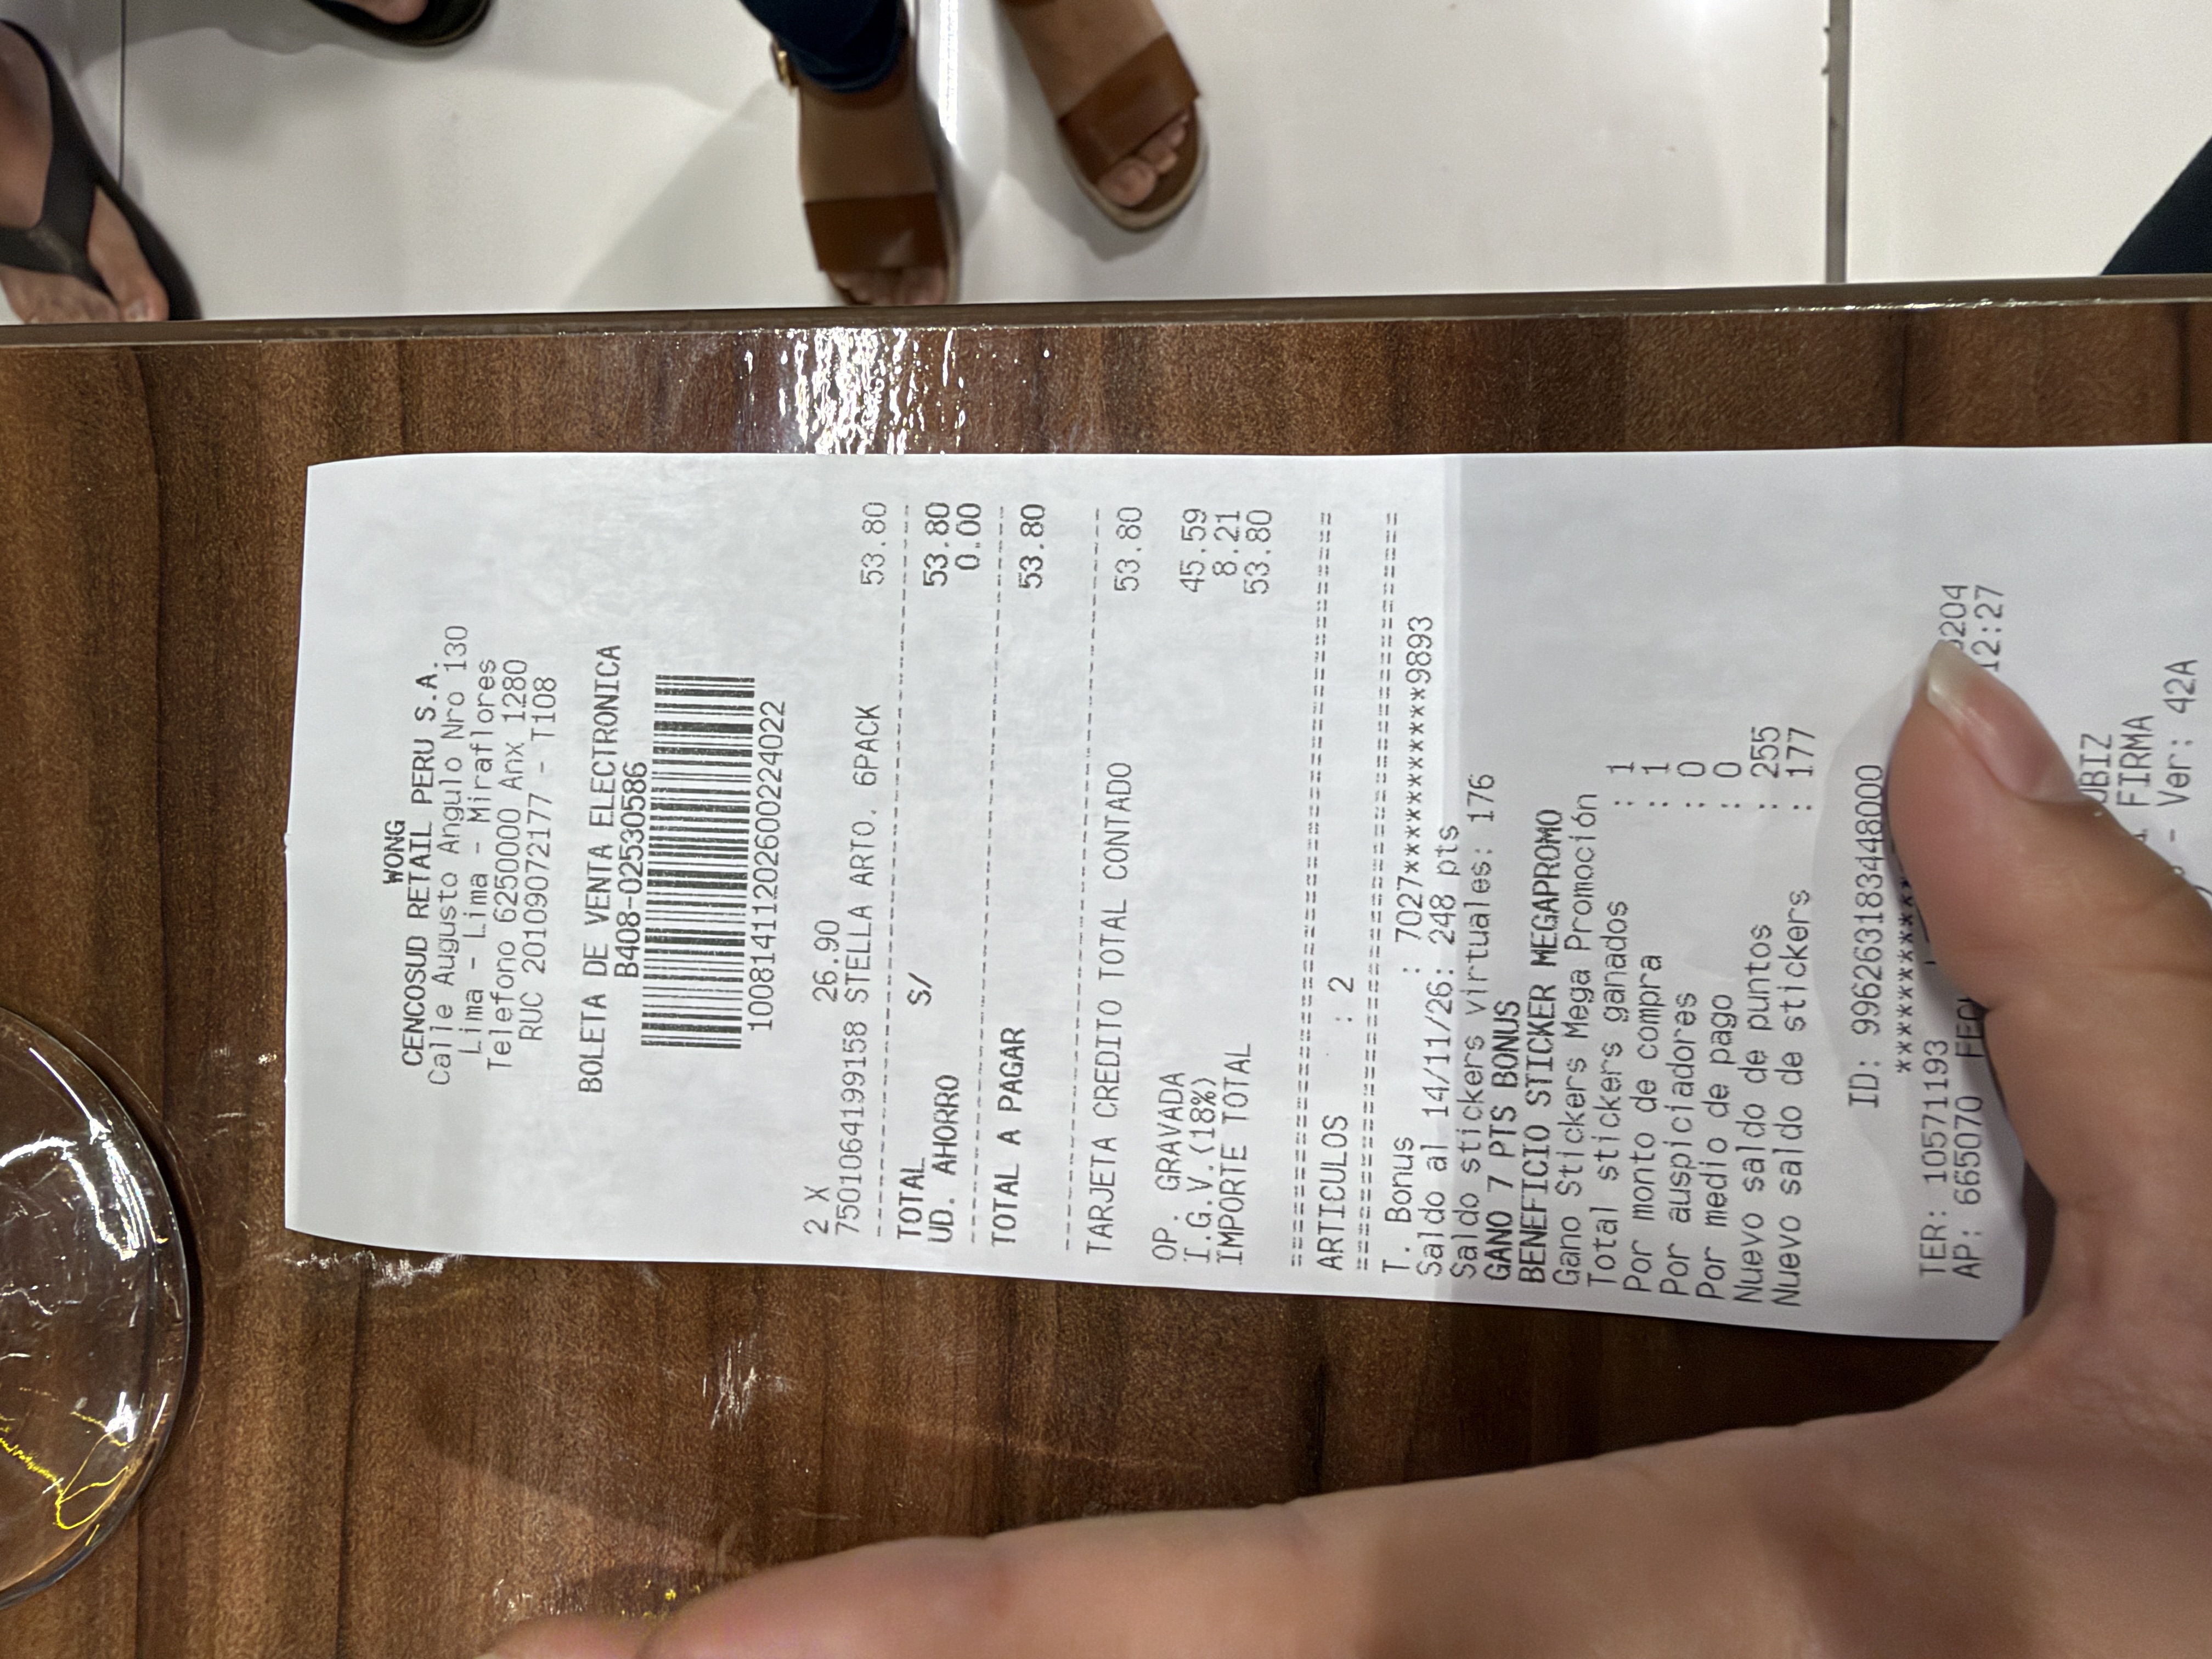 WONG
CENCOSUD RETAIL PERU S.A.
Calle Augusto Angulo Nro 130
Lima - Lima - Miraflores
Telefono 6250000 Anx 1280
RUC 20109072177 - T108
BOLETA DE VENTA ELECTRONICA
B408-02530586
10081411202600224022
2 X 26.90
7501064199158 STELLA ARTO. 6PACK 53.80
TOTAL S/ 53.80
UD. AHORRO 0.00
TOTAL A PAGAR 53.80
TARJETA CREDITO TOTAL CONTADO 53.80
OP. GRAVADA 45.59
I.G.V.(18%) 8.21
IMPORTE TOTAL 53.80
ARTICULOS : 2
T. Bonus : 7027***********9893
Saldo al 14/11/26: 248 pts
Saldo stickers virtuales: 176
GANO 7 PTS BONUS
BENEFICIO STICKER MEGAPROMO
Gano Stickers Mega Promoción
Total stickers ganados : 1
Por monto de compra : 1
Por auspiciadores : 0
Por medio de pago : 0
Nuevo saldo de puntos : 255
Nuevo saldo de stickers : 177
ID: 996263183448000
***********
TER: 10571193 204
AP: 665070 12:27
FIRMA
- Ver: 42A